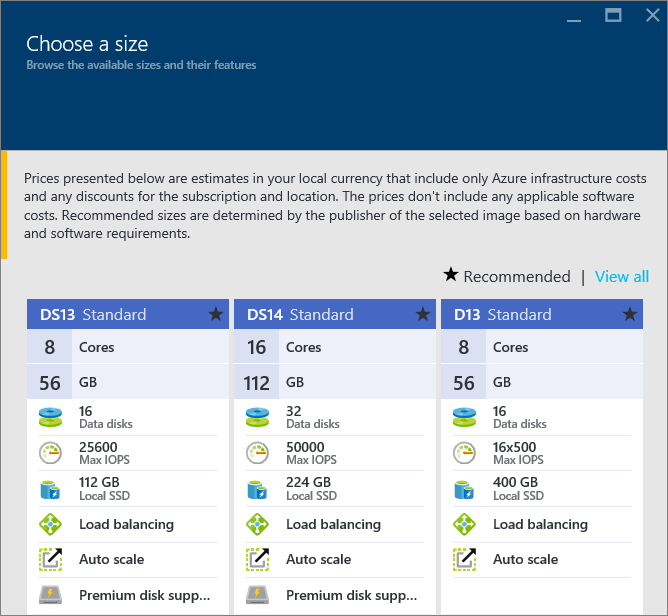 Choose a size
Browse the available sizes and their features
Prices presented below are estimates in your local currency that include only Azure infrastructure costs
and any discounts for the subscription and location. The prices don't include any applicable software
costs. Recommended sizes are determined by the publisher of the selected image based on hardware
and software requirements.
★ Recommended | View all
DS13 Standard ★
8 Cores
56 GB
16
Data disks
25600
Max IOPS
112 GB
Local SSD
Load balancing
Auto scale
Premium disk supp...
DS14 Standard ★
16 Cores
112 GB
32
Data disks
50000
Max IOPS
224 GB
Local SSD
Load balancing
Auto scale
Premium disk supp...
D13 Standard ★
8 Cores
56 GB
16
Data disks
16x500
Max IOPS
400 GB
Local SSD
Load balancing
Auto scale